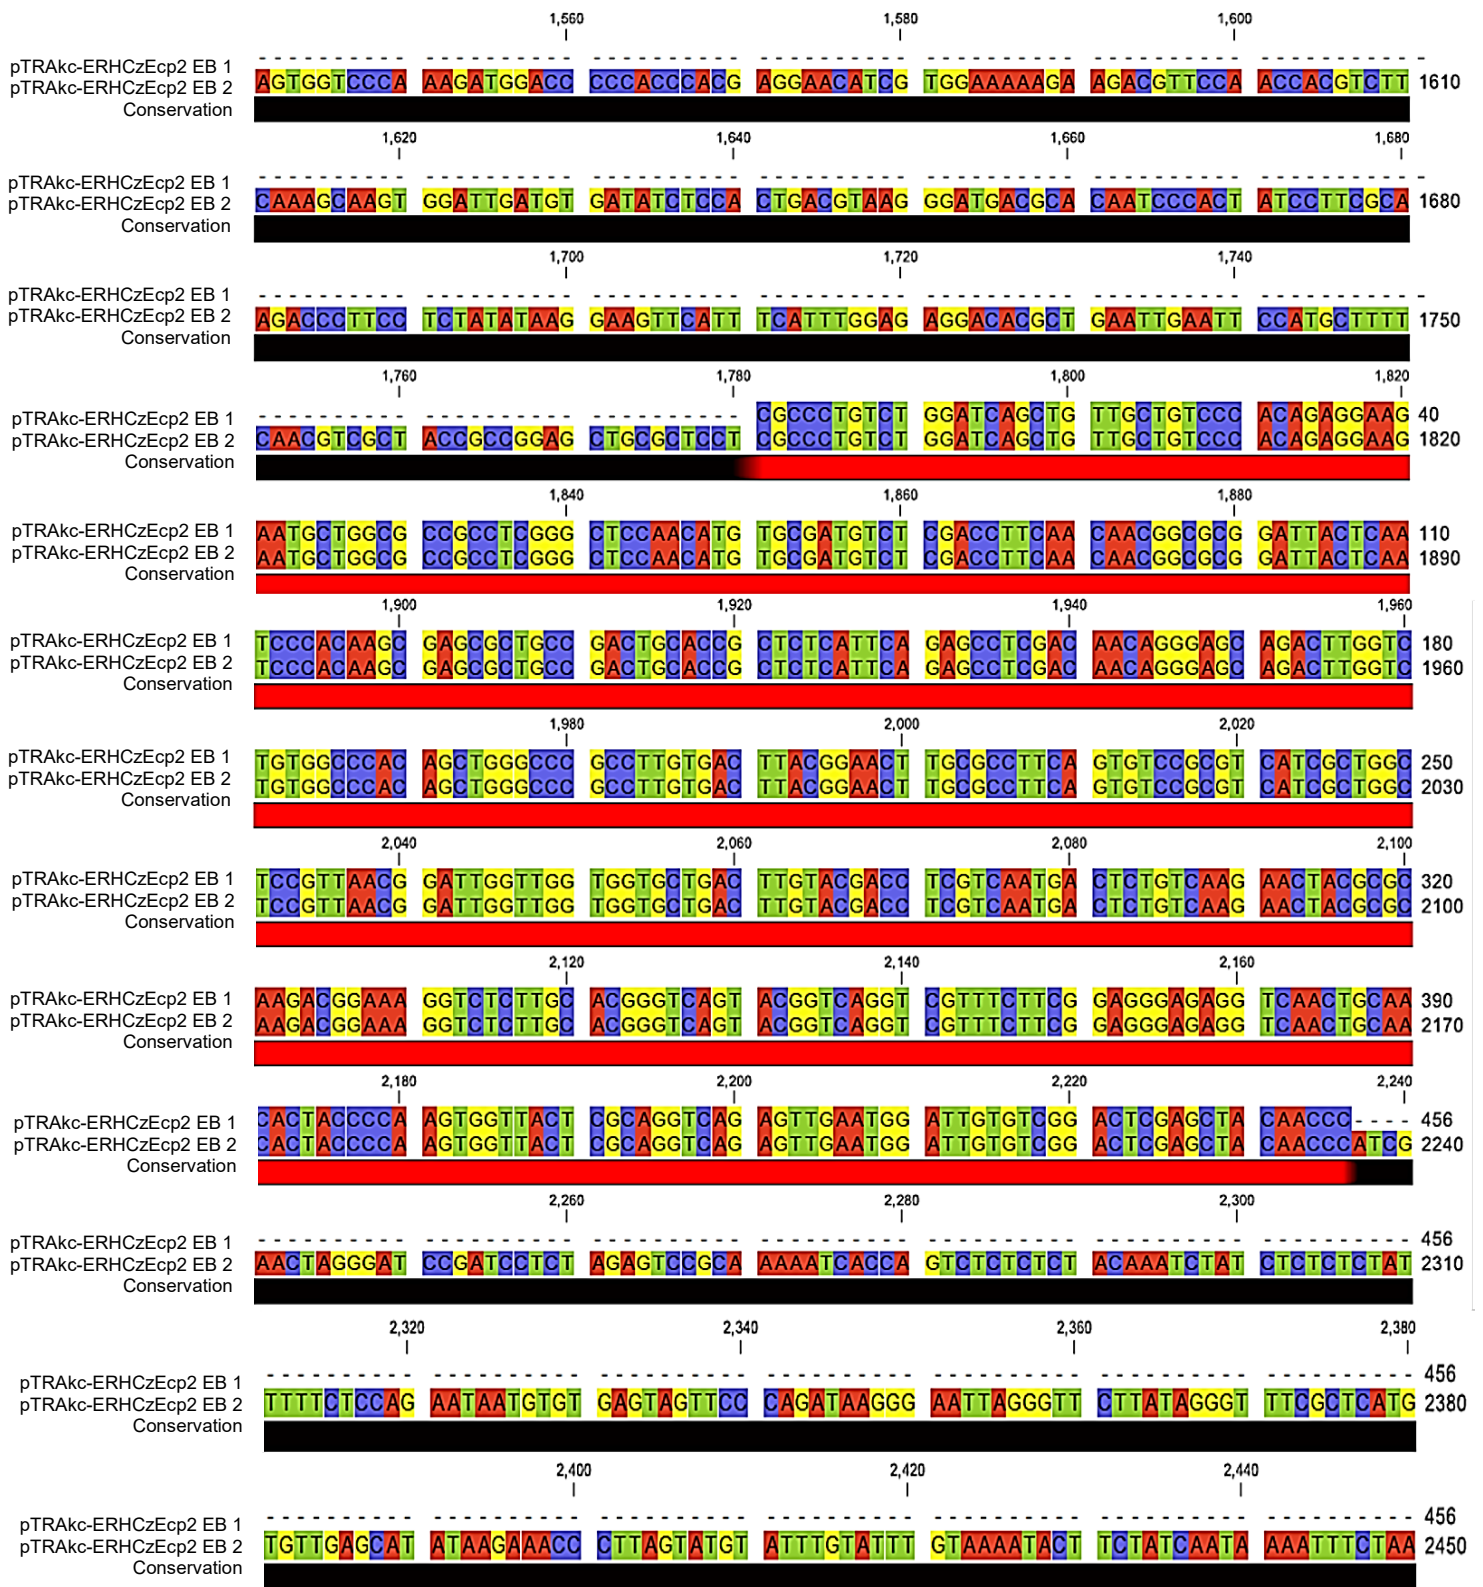 1,560 1,580 1,600
pTRAkc-ERHCzEcp2 EB 1 - - - - - - - - - - - - - - - - - - - - - - - - - - - - - - - - - - - - - - - - - - - - - - - - - - - - - - - - - - - - - - - - - - - - - - -
pTRAkc-ERHCzEcp2 EB 2 AGTGGTCCCA AAGATGGACC CCCACCCACG AGGAACATCG TGGAAAAAGA AGACGTTCCA ACCACGTCTT 1610
Conservation
1,620 1,640 1,660 1,680
pTRAkc-ERHCzEcp2 EB 1 - - - - - - - - - - - - - - - - - - - - - - - - - - - - - - - - - - - - - - - - - - - - - - - - - - - - - - - - - - - - - - - - - - - - - - -
pTRAkc-ERHCzEcp2 EB 2 CAAAGCAAGT GGATTGATGT GATATCTCCA CTGACGTAAG GGATGACGCA CAATCCCACT ATCCTTCGCA 1680
Conservation
1,700 1,720 1,740
pTRAkc-ERHCzEcp2 EB 1 - - - - - - - - - - - - - - - - - - - - - - - - - - - - - - - - - - - - - - - - - - - - - - - - - - - - - - - - - - - - - - - - - - - - - - -
pTRAkc-ERHCzEcp2 EB 2 AGACCCTTCC TCTATATAAG GAAGTTCATT TCATTTGGAG AGGACACGCT GAATTGAATT CCATGCTTTT 1750
Conservation
1,760 1,780 1,800 1,820
pTRAkc-ERHCzEcp2 EB 1 - - - - - - - - - - - - - - - - - - - - - - - - - - - - - - CGCCCTGTCT GGATCAGCTG TTGCTGTCCC ACAGAGGAAG 40
pTRAkc-ERHCzEcp2 EB 2 CAACGTCGCT ACCGCCGGAG CTGCGCTCCT CGCCCTGTCT GGATCAGCTG TTGCTGTCCC ACAGAGGAAG 1820
Conservation
1,840 1,860 1,880
pTRAkc-ERHCzEcp2 EB 1 AATGCTGGCG CCGCCTCGGG CTCCAACATG TGCGATGTCT CGACCTTCAA CAACGGCGCG GATTACTCAA 110
pTRAkc-ERHCzEcp2 EB 2 AATGCTGGCG CCGCCTCGGG CTCCAACATG TGCGATGTCT CGACCTTCAA CAACGGCGCG GATTACTCAA 1890
Conservation
1,900 1,920 1,940 1,960
pTRAkc-ERHCzEcp2 EB 1 TCCCACAAGC GAGCGCTGCC GACTGCACCG CTCTCATTCA GAGCCTCGAC AACAGGGAGC AGACTTGGTC 180
pTRAkc-ERHCzEcp2 EB 2 TCCCACAAGC GAGCGCTGCC GACTGCACCG CTCTCATTCA GAGCCTCGAC AACAGGGAGC AGACTTGGTC 1960
Conservation
1,980 2,000 2,020
pTRAkc-ERHCzEcp2 EB 1 TGTGGCCCAC AGCTGGGCCC GCCTTGTGAC TTACGGAACT TGCGCCTTCA GTGTCCGCGT CATCGCTGGC 250
pTRAkc-ERHCzEcp2 EB 2 TGTGGCCCAC AGCTGGGCCC GCCTTGTGAC TTACGGAACT TGCGCCTTCA GTGTCCGCGT CATCGCTGGC 2030
Conservation
2,040 2,060 2,080 2,100
pTRAkc-ERHCzEcp2 EB 1 TCCGTTAACG GATTGGTTGG TGGTGCTGAC TTGTACGACC TCGTCAATGA CTCTGTCAAG AACTACGCGC 320
pTRAkc-ERHCzEcp2 EB 2 TCCGTTAACG GATTGGTTGG TGGTGCTGAC TTGTACGACC TCGTCAATGA CTCTGTCAAG AACTACGCGC 2100
Conservation
2,120 2,140 2,160
pTRAkc-ERHCzEcp2 EB 1 AAGACGGAAA GGTCTCTTGC ACGGGTCAGT ACGGTCAGGT CGTTTCTTCG GAGGGAGAGG TCAACTGCAA 390
pTRAkc-ERHCzEcp2 EB 2 AAGACGGAAA GGTCTCTTGC ACGGGTCAGT ACGGTCAGGT CGTTTCTTCG GAGGGAGAGG TCAACTGCAA 2170
Conservation
2,180 2,200 2,220 2,240
pTRAkc-ERHCzEcp2 EB 1 CACTACCCCA AGTGGTTACT CGCAGGTCAG AGTTGAATGG ATTGTGTCGG ACTCGAGCTA CAACCC- - - - 456
pTRAkc-ERHCzEcp2 EB 2 CACTACCCCA AGTGGTTACT CGCAGGTCAG AGTTGAATGG ATTGTGTCGG ACTCGAGCTA CAACCCATCG 2240
Conservation
2,260 2,280 2,300
pTRAkc-ERHCzEcp2 EB 1 - - - - - - - - - - - - - - - - - - - - - - - - - - - - - - - - - - - - - - - - - - - - - - - - - - - - - - - - - - - - - - - - - - - - - - 456
pTRAkc-ERHCzEcp2 EB 2 AACTAGGGAT CCGATCCTCT AGAGTCCGCA AAAATCACCA GTCTCTCTCT ACAAATCTAT CTCTCTCTAT 2310
Conservation
2,320 2,340 2,360 2,380
pTRAkc-ERHCzEcp2 EB 1 - - - - - - - - - - - - - - - - - - - - - - - - - - - - - - - - - - - - - - - - - - - - - - - - - - - - - - - - - - - - - - - - - - - - - - 456
pTRAkc-ERHCzEcp2 EB 2 TTTTCTCCAG AATAATGTGT GAGTAGTTCC CAGATAAGGG AATTAGGGTT CTTATAGGGT TTCGCTCATG 2380
Conservation
2,400 2,420 2,440
pTRAkc-ERHCzEcp2 EB 1 - - - - - - - - - - - - - - - - - - - - - - - - - - - - - - - - - - - - - - - - - - - - - - - - - - - - - - - - - - - - - - - - - - - - - - 456
pTRAkc-ERHCzEcp2 EB 2 TGTTGAGCAT ATAAGAAACC CTTAGTATGT ATTTGTATTT GTAAAATACT TCTATCAATA AAATTTCTAA 2450
Conservation